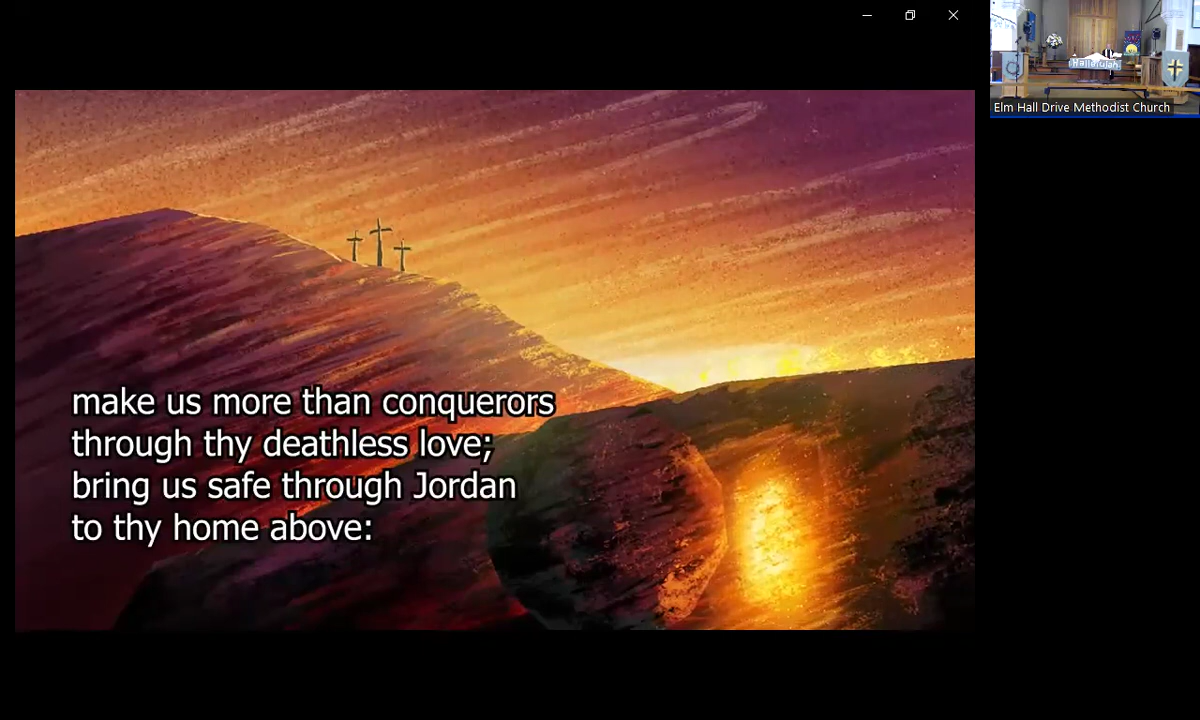 make us more than conquerors
through thy deathless love;
bring us safe through Jordan
to thy home above:
Hallelujah
Elm Hall Drive Methodist Church